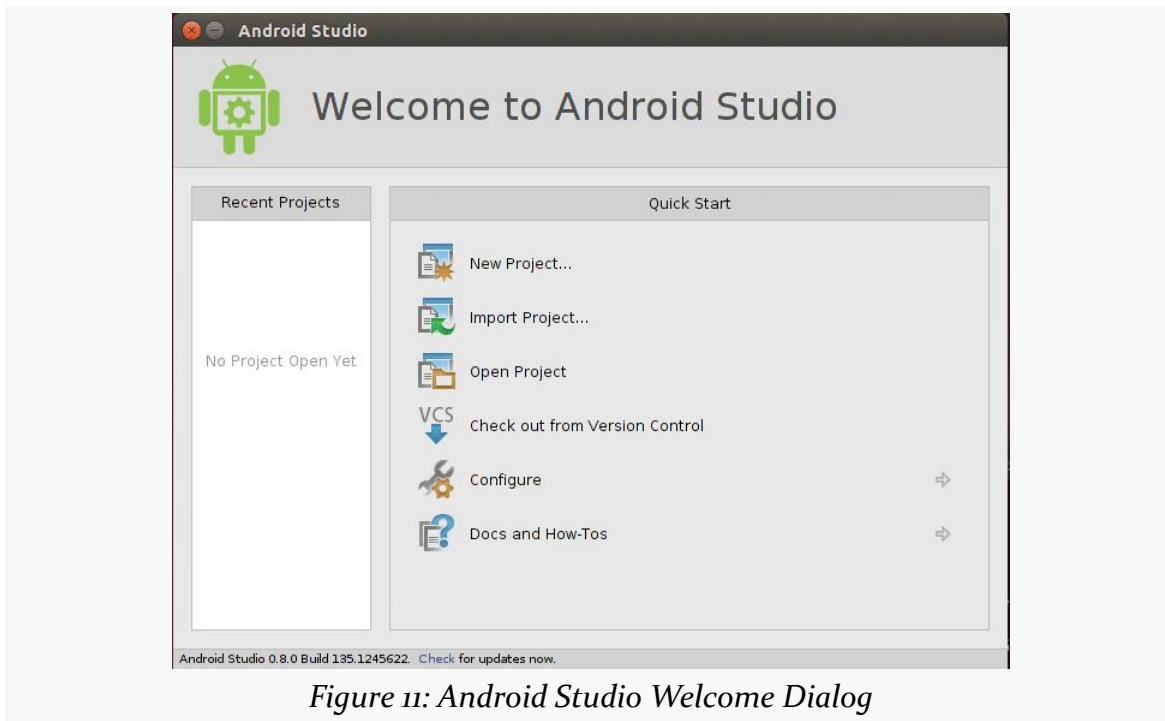 Android Studio
Welcome to Android Studio
Recent Projects
No Project Open Yet
Quick Start
New Project...
Import Project...
Open Project
VCS
Check out from Version Control
Configure
Docs and How-Tos
Android Studio 0.8.0 Build 135.1245622. Check for updates now.
Figure 11: Android Studio Welcome Dialog